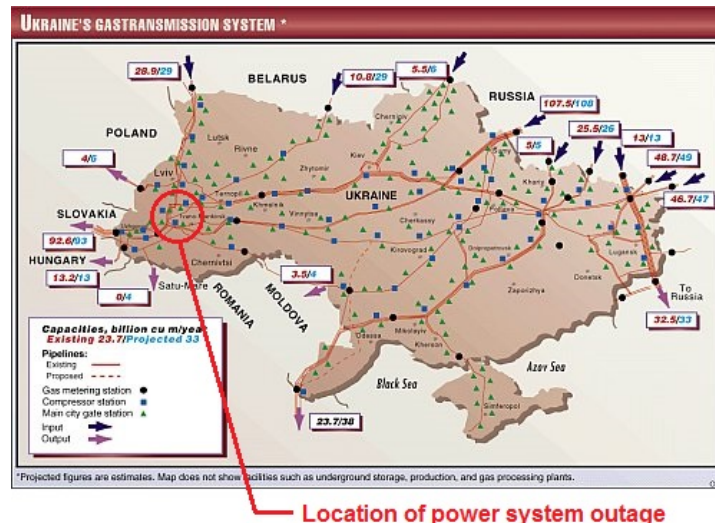 UKRAINE'S GASTRANSMISSION SYSTEM *
28.9/29
BELARUS
10.8/29
5.5/6
RUSSIA
107.5/108
25.5/26
13/13
5/5
48.7/49
46.7/47
POLAND
4/5
Lutsk
Rivne
Chernigiv
Kiev
Zhytomir
Lviv
Ternopil
Khmelnik
UKRAINE
Kharkiv
Poltava
SLOVAKIA
Vinnytsa
Cherkassy
92.6/93
HUNGARY
Chernivtsi
Kirovograd
Dnipropetrovsk
Lugansk
Donetsk
13.2/13
0/4
Satu-Mare
ROMANIA
MOLDOVA
3.5/4
Zaporizhya
To
Russia
32.5/33
Capacities, billion cu m/year
Existing 23.7/Projected 33
Pipelines:
Existing
Proposed
Gas metering station
Compressor station
Main city gate station
Input
Output
Odessa
Mikolayiv
Kherson
Black Sea
Azov Sea
Simferopol
23.7/38
*Projected figures are estimates. Map does not show facilities such as underground storage, production, and gas processing plants.
Location of power system outage